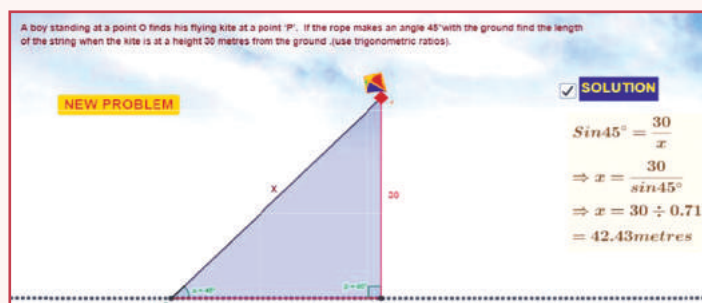 A boy standing at a point O finds his flying kite at a point 'P'. If the rope makes an angle 45°with the ground find the length
of the string when the kite is at a height 30 metres from the ground .(use trigonometric ratios).
NEW PROBLEM
SOLUTION
Sin45° = 30/x
⇒ x = 30/sin45°
⇒ x = 30 ÷ 0.71
= 42.43metres
x
30